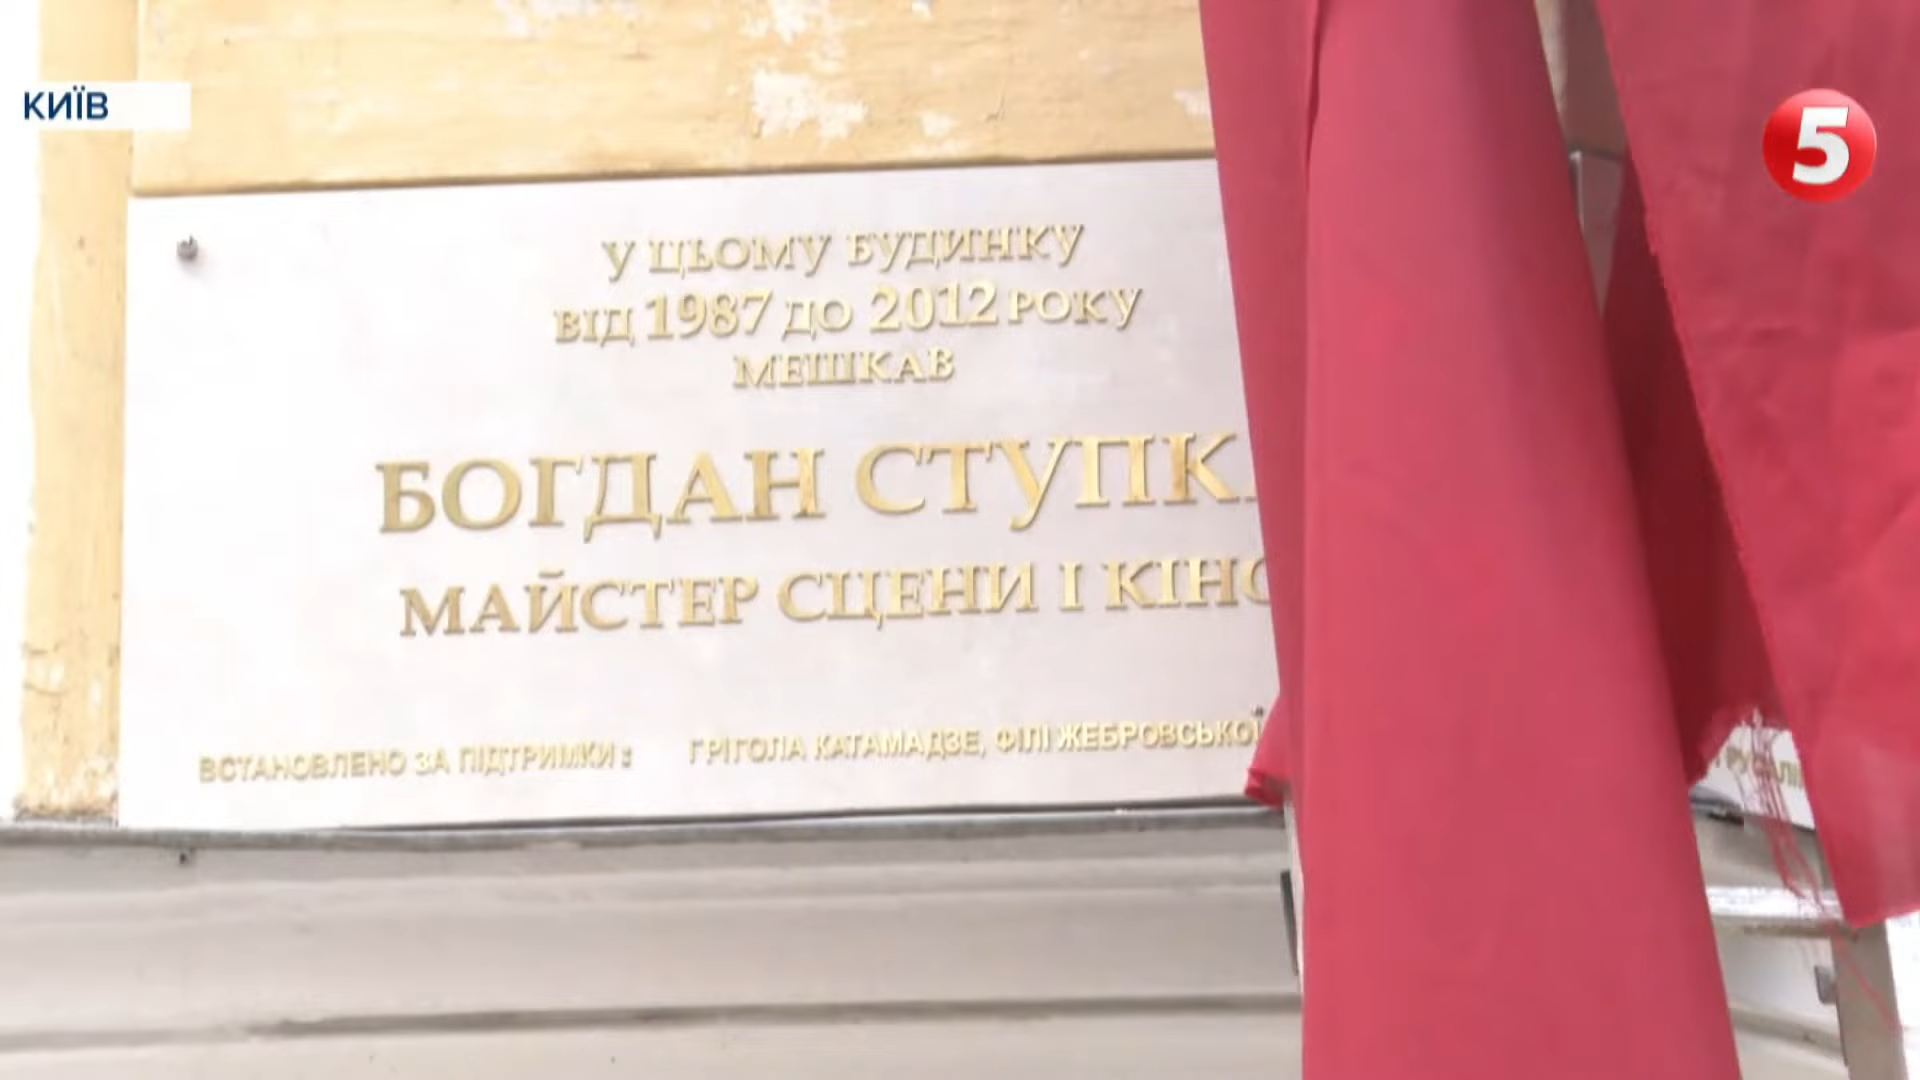 КИЇВ
5
У ЦЬОМУ БУДИНКУ
ВІД 1987 ДО 2012 РОКУ
МЕШКАВ
БОГДАН СТУПК
МАЙСТЕР СЦЕНИ І КІНО
ВСТАНОВЛЕНО ЗА ПІДТРИМКИ : ГРІГОЛА КАТАМАДЗЕ, ФІЛІ ЖЕБРОВСЬКОЇ